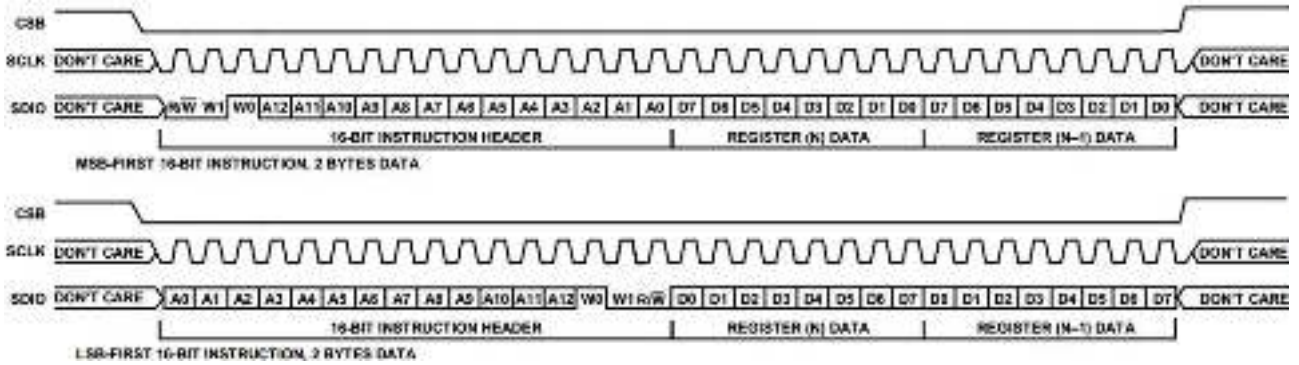 CSB
SCLK DON'T CARE DON'T CARE
SDIO DON'T CARE R/W W1 W0 A12 A11 A10 A9 A8 A7 A6 A5 A4 A3 A2 A1 A0 D7 D6 D5 D4 D3 D2 D1 D0 D7 D6 D5 D4 D3 D2 D1 D0 DON'T CARE
16-BIT INSTRUCTION HEADER REGISTER (N) DATA REGISTER (N–1) DATA
MSB-FIRST 16-BIT INSTRUCTION, 2 BYTES DATA
CSB
SCLK DON'T CARE DON'T CARE
SDIO DON'T CARE A0 A1 A2 A3 A4 A5 A6 A7 A8 A9 A10 A11 A12 W0 W1 R/W D0 D1 D2 D3 D4 D5 D6 D7 D0 D1 D2 D3 D4 D5 D6 D7 DON'T CARE
16-BIT INSTRUCTION HEADER REGISTER (N) DATA REGISTER (N–1) DATA
LSB-FIRST 16-BIT INSTRUCTION, 2 BYTES DATA